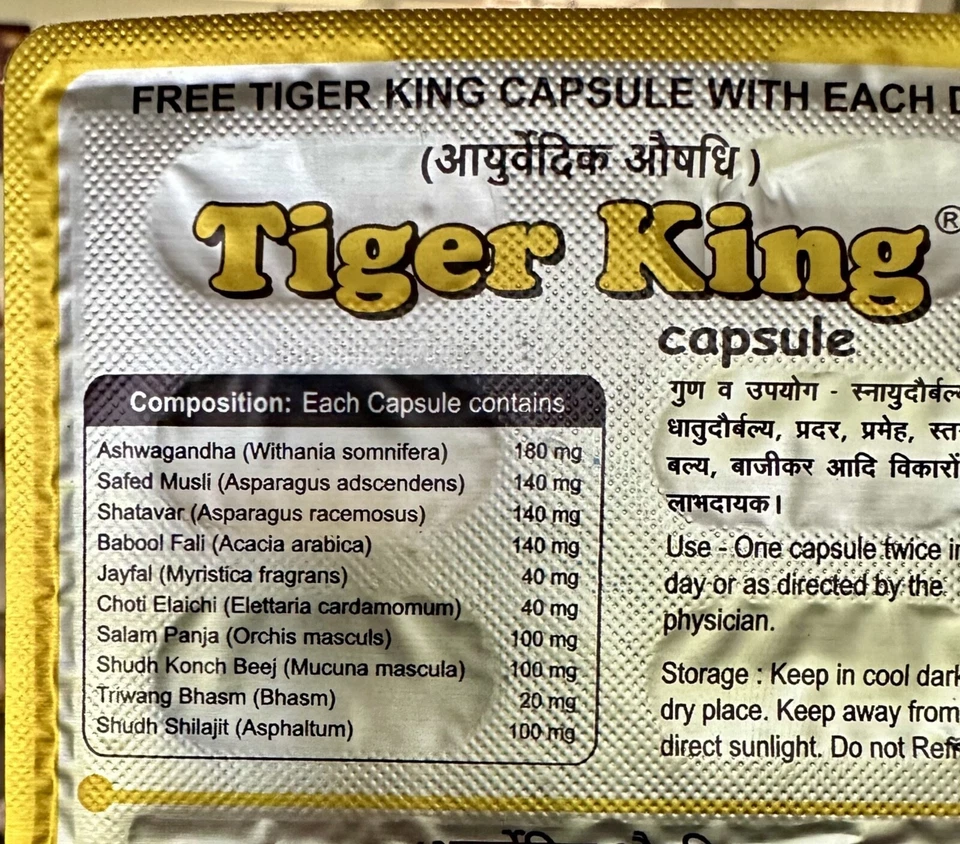 FREE TIGER KING CAPSULE WITH EACH
(आयुर्वेदिक औषधि)
Tiger King®
capsule
Composition: Each Capsule contains
Ashwagandha (Withania somnifera) 180 mg
Safed Musli (Asparagus adscendens) 140 mg
Shatavar (Asparagus racemosus) 140 mg
Babool Fali (Acacia arabica) 140 mg
Jayfal (Myristica fragrans) 40 mg
Choti Elaichi (Elettaria cardamomum) 40 mg
Salam Panja (Orchis masculs) 100 mg
Shudh Konch Beej (Mucuna mascula) 100 mg
Triwang Bhasm (Bhasm) 20 mg
Shudh Shilajit (Asphaltum) 100 mg
गुण व उपयोग -
धातुदौर्बल्य, प्रदर, प्रमेह,
बल्य, बाजीकर आदि विकारों
लाभदायक।
Use - One capsule twice in
day or as directed by the
physician.
Storage : Keep in cool dark
dry place. Keep away from
direct sunlight. Do not